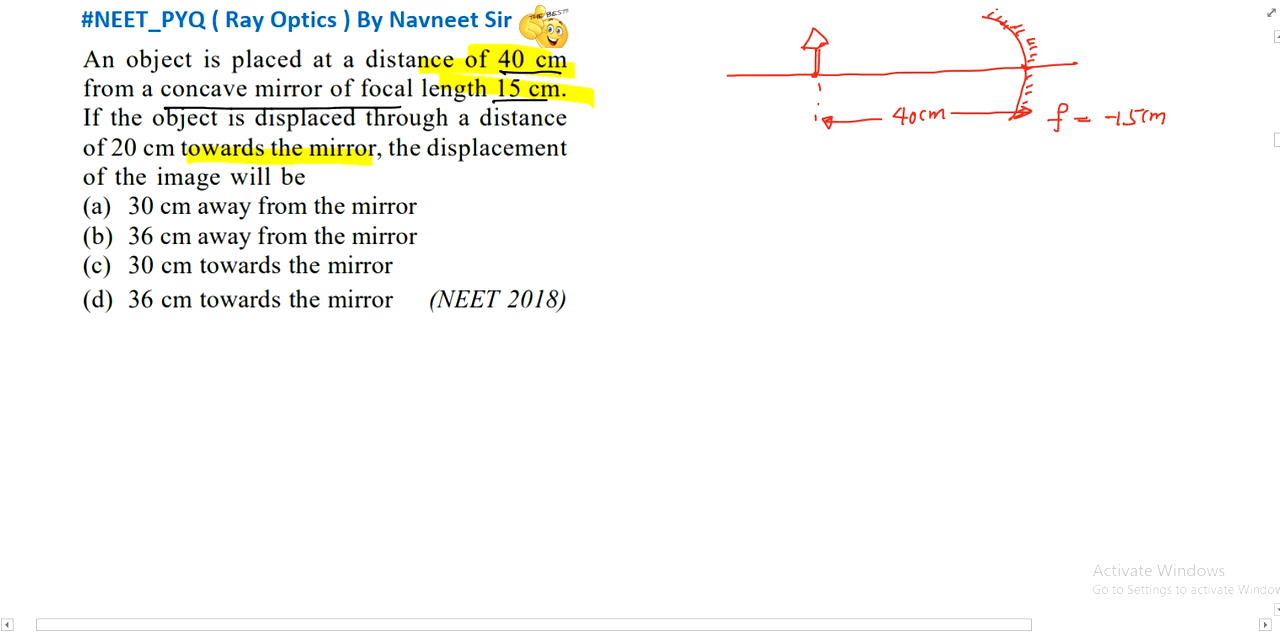 #NEET_PYQ ( Ray Optics ) By Navneet Sir
THE BEST!!
An object is placed at a distance of 40 cm
from a concave mirror of focal length 15 cm.
If the object is displaced through a distance
of 20 cm towards the mirror, the displacement
of the image will be
(a) 30 cm away from the mirror
(b) 36 cm away from the mirror
(c) 30 cm towards the mirror
(d) 36 cm towards the mirror (NEET 2018)
40cm
f = -15cm
Activate Windows
Go to Settings to activate Window